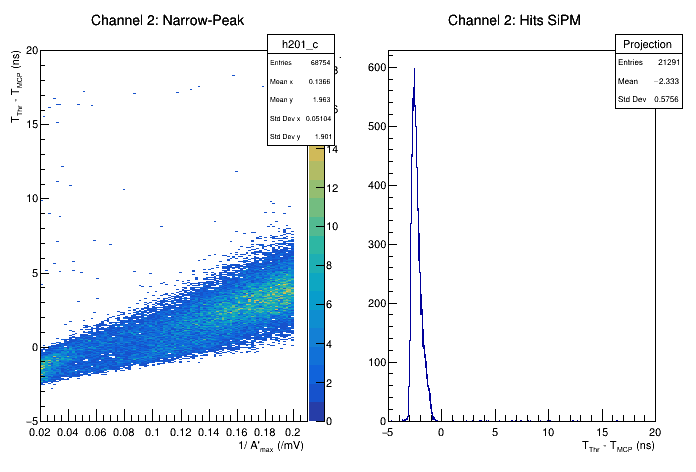 Channel 2: Narrow-Peak
T_Thr - T_MCP (ns)
h201_c
Entries 68754
Mean x 0.1366
Mean y 1.963
Std Dev x 0.05104
Std Dev y 1.901
20
15
10
5
0
−5
14
12
10
8
6
4
2
0
0.02 0.04 0.06 0.08 0.1 0.12 0.14 0.16 0.18 0.2
1/ A'_max (/mV)
Channel 2: Hits SiPM
Projection
Entries 21291
Mean −2.333
Std Dev 0.5756
600
500
400
300
200
100
0
−5 0 5 10 15 20
T_Thr - T_MCP (ns)